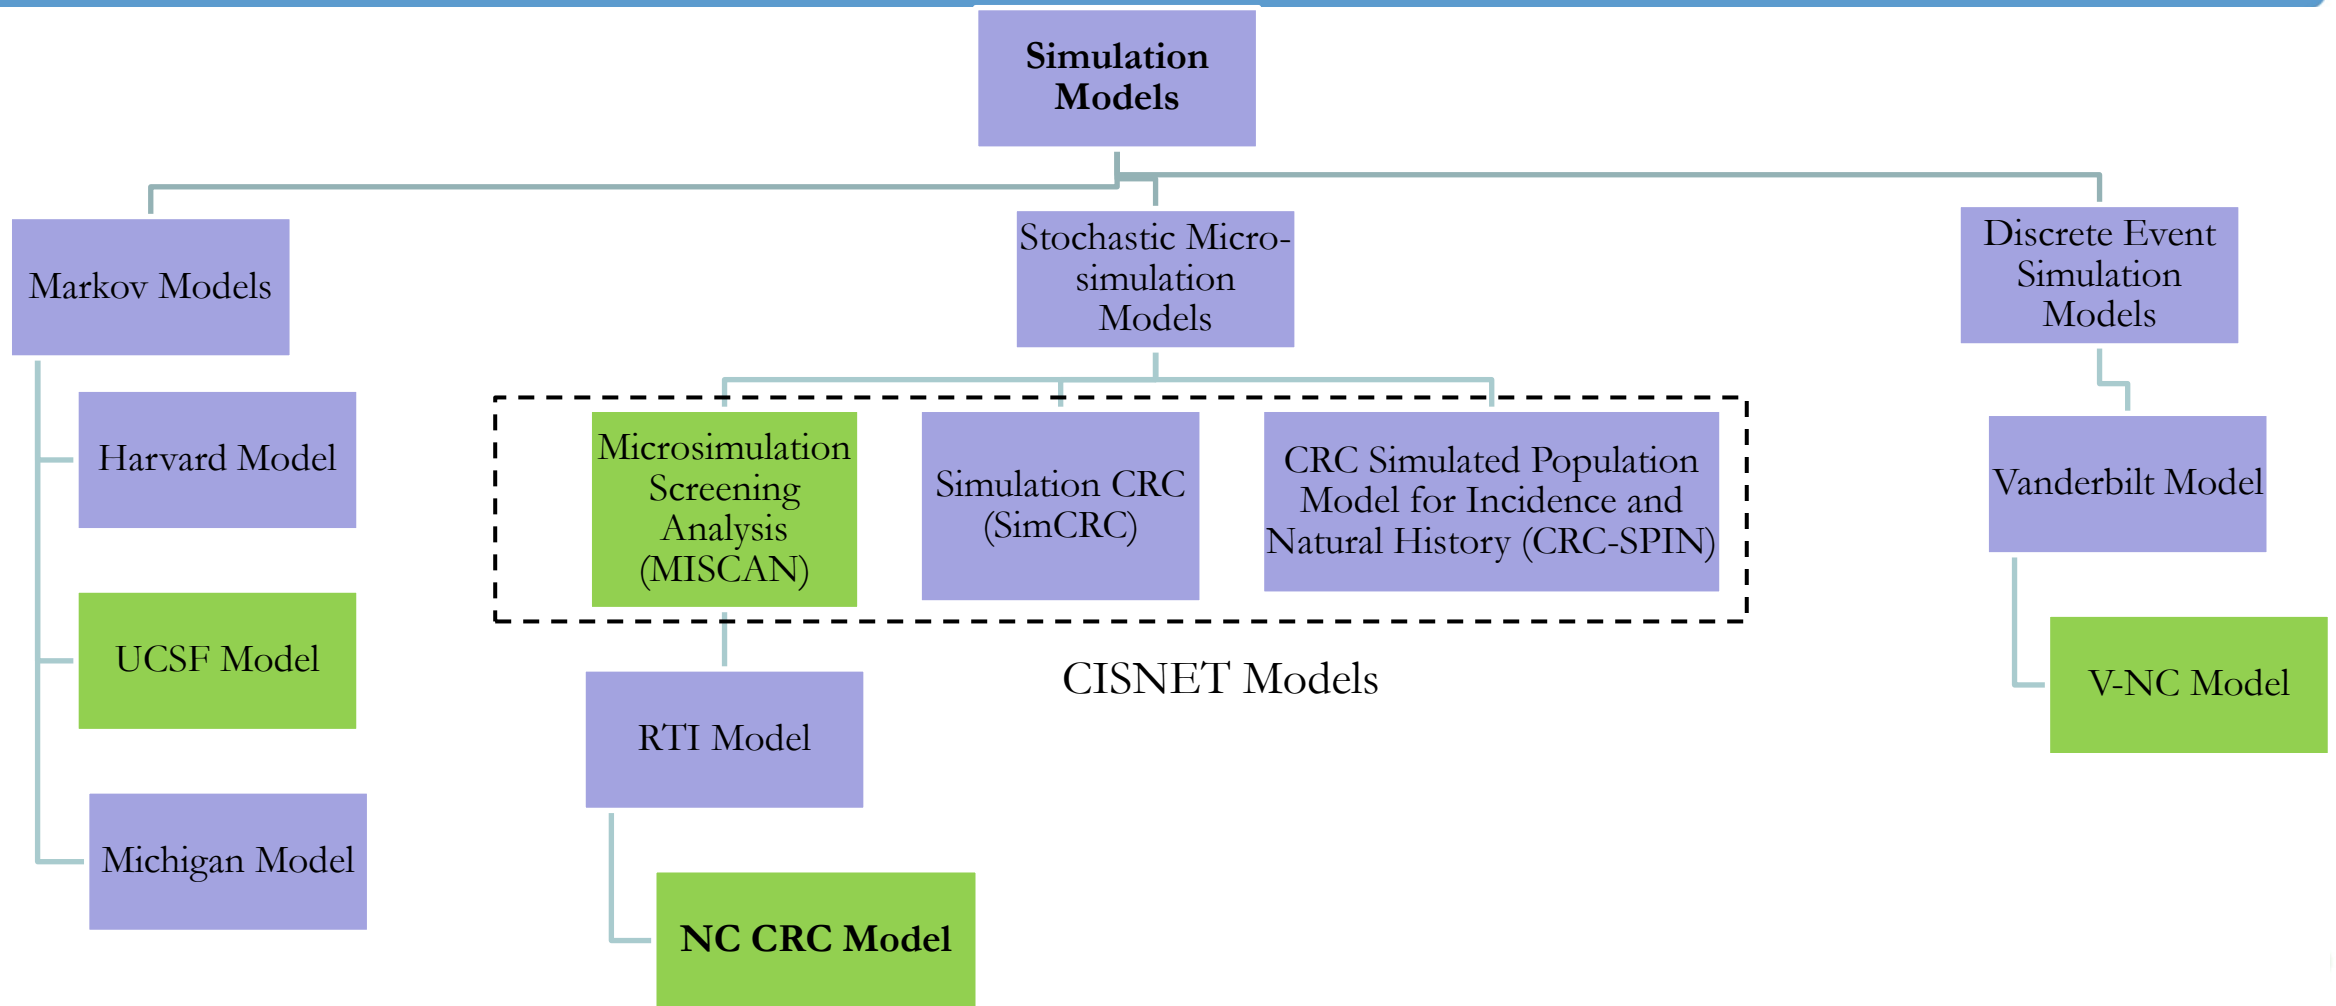 Simulation
Models
Markov Models
Stochastic Micro-
simulation
Models
Discrete Event
Simulation
Models
Harvard Model
UCSF Model
Michigan Model
Microsimulation
Screening
Analysis
(MISCAN)
Simulation CRC
(SimCRC)
CRC Simulated Population
Model for Incidence and
Natural History (CRC-SPIN)
Vanderbilt Model
CISNET Models
RTI Model
NC CRC Model
V-NC Model